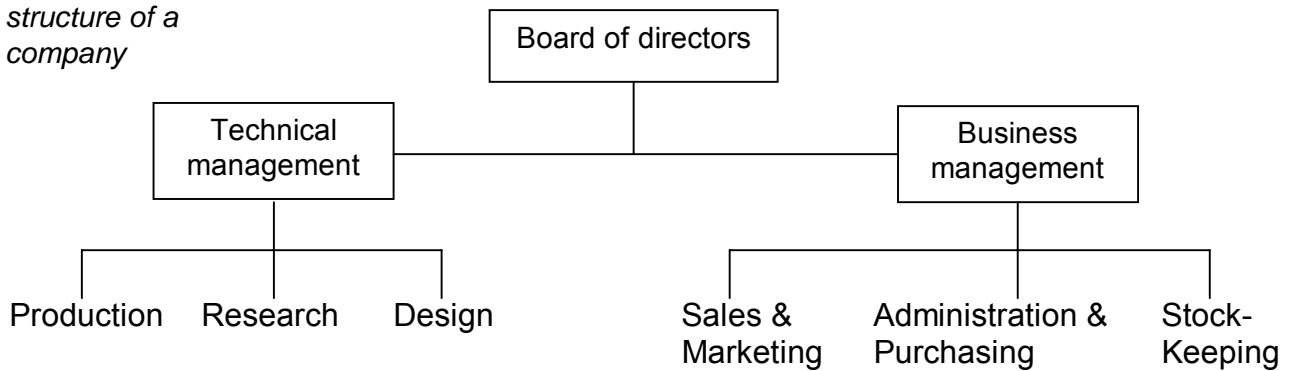 structure of a
company
Board of directors
Technical
management
Business
management
Production
Research
Design
Sales &
Marketing
Administration &
Purchasing
Stock-
Keeping